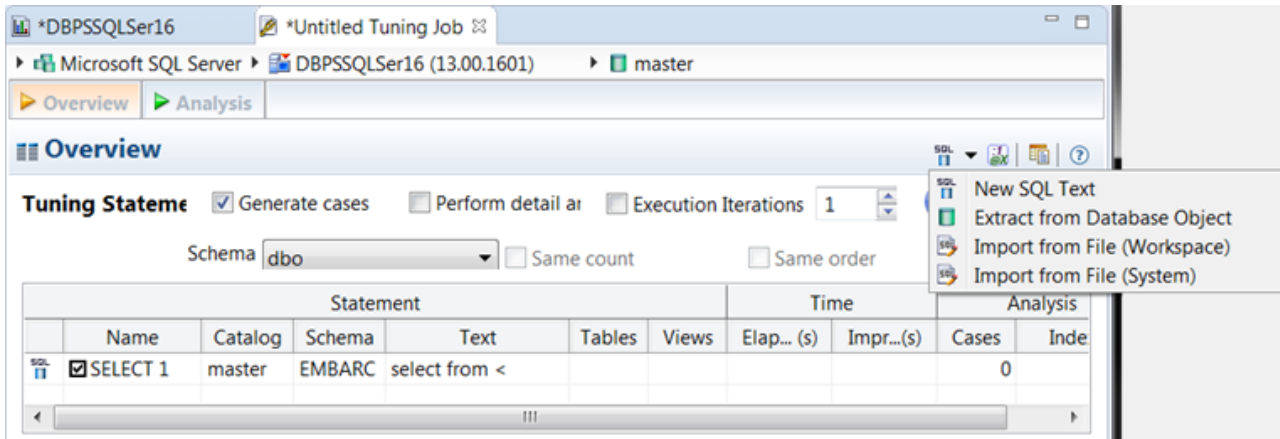 *DBPSSQLSer16 *Untitled Tuning Job
Microsoft SQL Server DBPSSQLSer16 (13.00.1601) master
Overview Analysis
Overview
Tuning Stateme Generate cases Perform detail ar Execution Iterations 1
New SQL Text
Extract from Database Object
Import from File (Workspace)
Import from File (System)
Schema dbo Same count Same order
Statement Time Analysis
Name Catalog Schema Text Tables Views Elap... (s) Impr...(s) Cases Inde
SQL SELECT 1 master EMBARC select from < 0